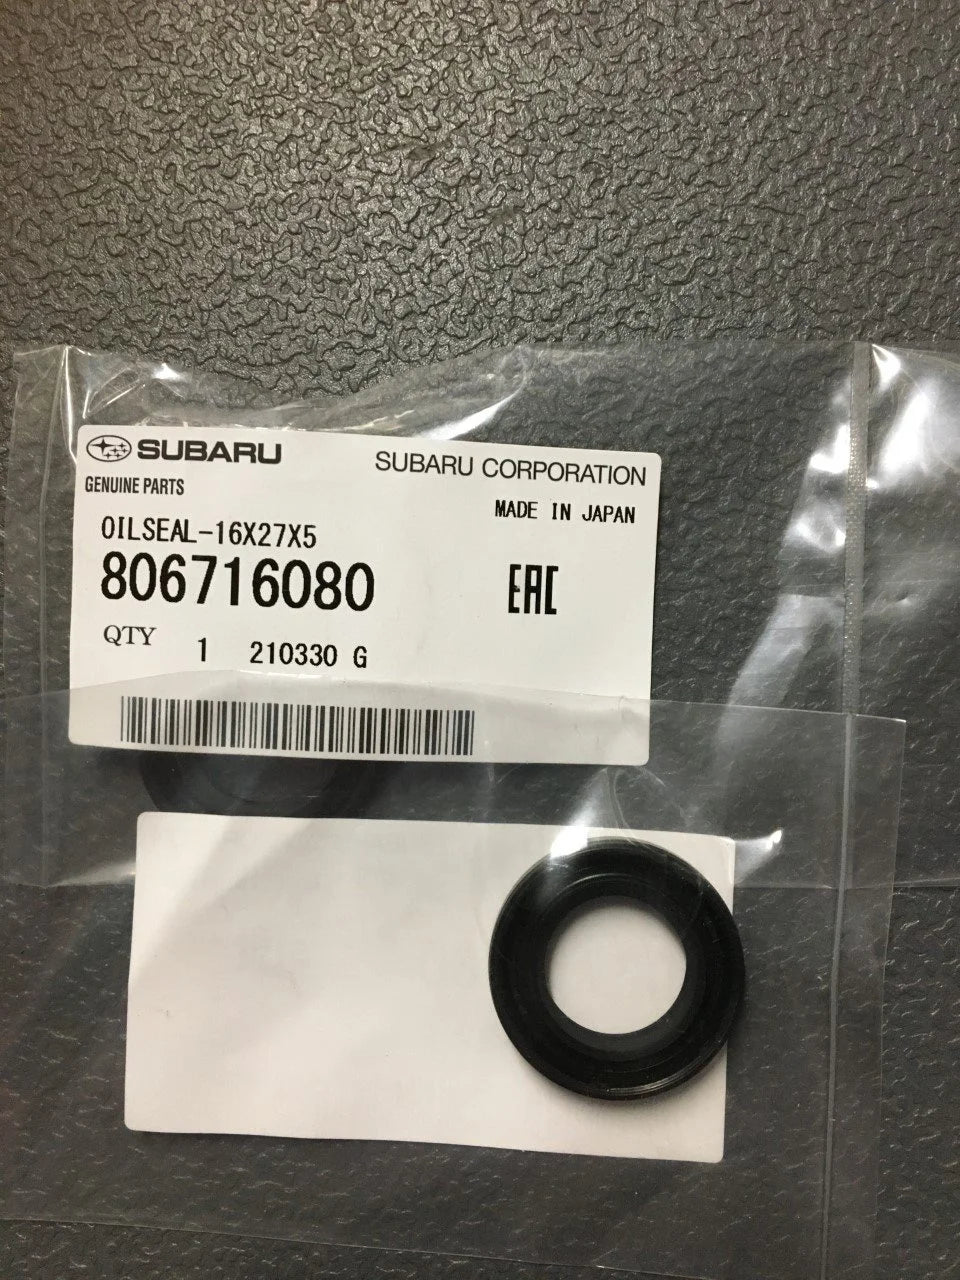 SUBARU
SUBARU CORPORATION
GENUINE PARTS
MADE IN JAPAN
OILSEAL-16X27X5
806716080
EAC
QTY 1 210330 G